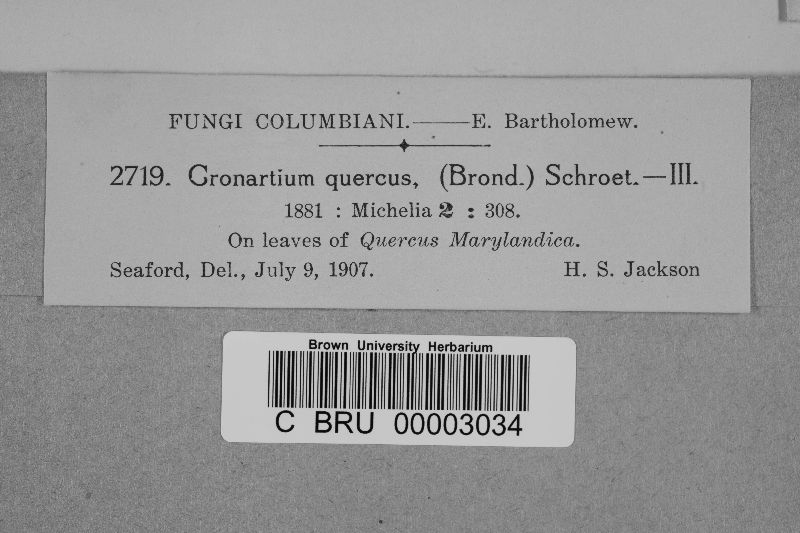 FUNGI COLUMBIANI.——E. Bartholomew.
2719. Cronartium quercus, (Brond.) Schroet.—III.
1881 : Michelia 2 : 308.
On leaves of Quercus Marylandica.
Seaford, Del., July 9, 1907. H. S. Jackson
Brown University Herbarium
C BRU 00003034